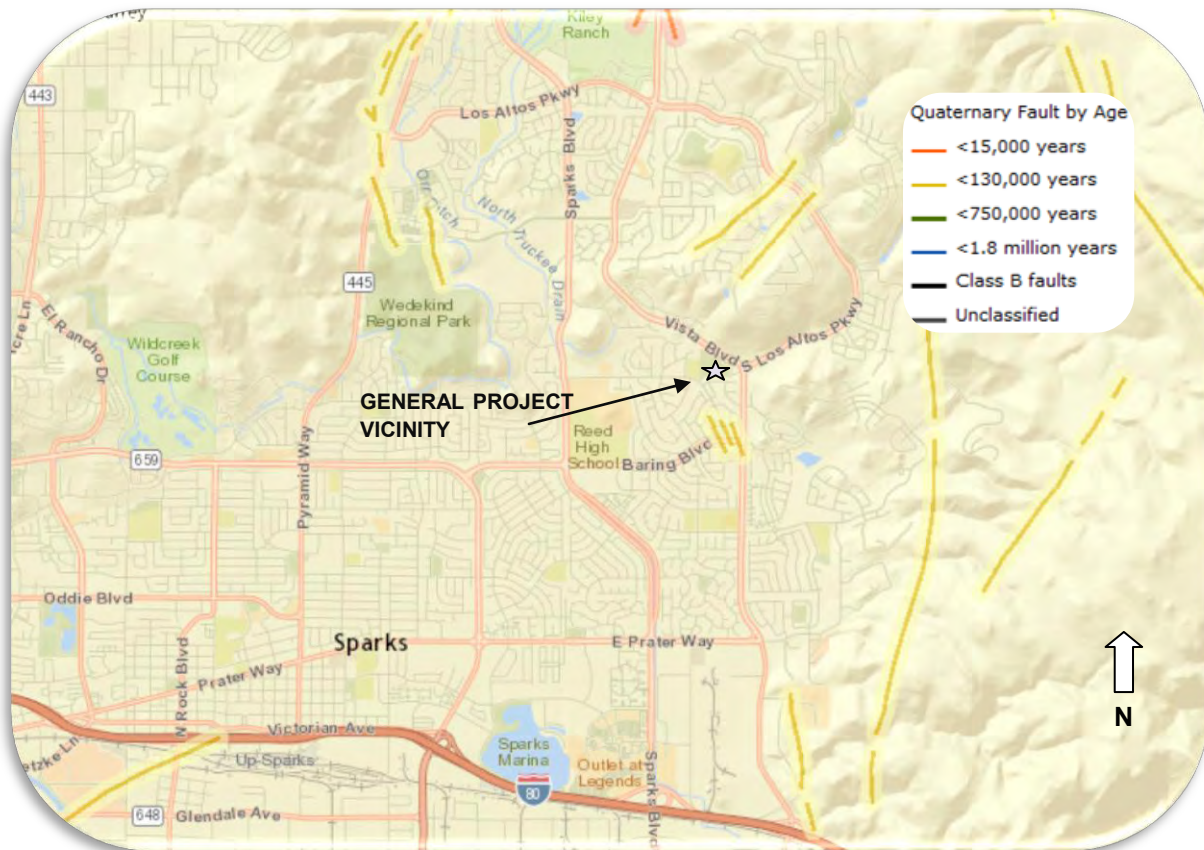 Kiley
Ranch
443
Los Altos Pkwy
Sparks Blvd
Quaternary Fault by Age
<15,000 years
<130,000 years
<750,000 years
<1.8 million years
Class B faults
Unclassified
Orr Ditch
North Truckee Drain
445
Wedekind
Regional Park
El Rancho Dr
Wildcreek
Golf
Course
Vista Blvd
S Los Altos Pkwy
GENERAL PROJECT
VICINITY
Reed
High
School
Baring Blvd
659
Pyramid Way
Oddie Blvd
Sparks
E Prater Way
Prater Way
N Rock Blvd
N
Victorian Ave
Up-Sparks
Sparks
Marina
Outlet at
Legends
Sparks Blvd
80
648
Glendale Ave